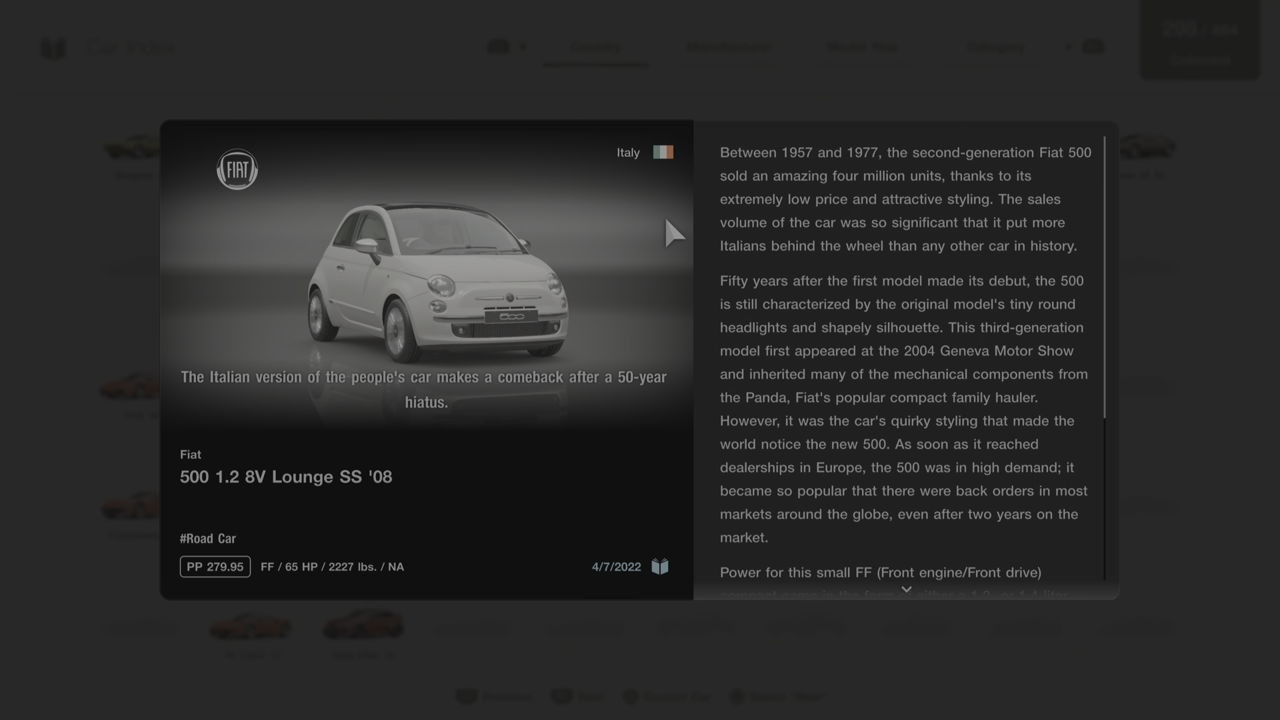 Car Index
Country
Manufacturer
Category
FIAT
Italy
The Italian version of the people's car makes a comeback after a 50-year
hiatus.
Fiat
500 1.2 8V Lounge SS '08
#Road Car
PP 279.95 FF / 65 HP / 2227 lbs. / NA 4/7/2022
Between 1957 and 1977, the second-generation Fiat 500
sold an amazing four million units, thanks to its
extremely low price and attractive styling. The sales
volume of the car was so significant that it put more
Italians behind the wheel than any other car in history.
Fifty years after the first model made its debut, the 500
is still characterized by the original model's tiny round
headlights and shapely silhouette. This third-generation
model first appeared at the 2004 Geneva Motor Show
and inherited many of the mechanical components from
the Panda, Fiat's popular compact family hauler.
However, it was the car's quirky styling that made the
world notice the new 500. As soon as it reached
dealerships in Europe, the 500 was in high demand; it
became so popular that there were back orders in most
markets around the globe, even after two years on the
market.
Power for this small FF (Front engine/Front drive)